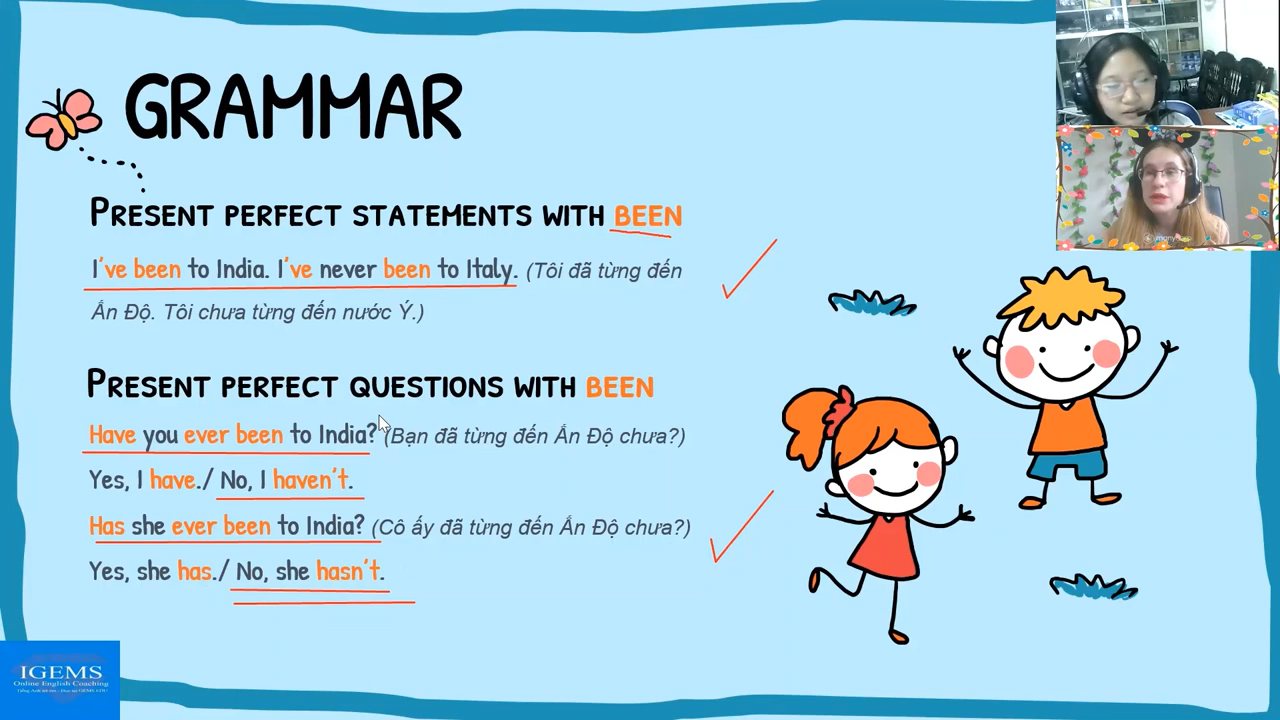 GRAMMAR
PRESENT PERFECT STATEMENTS WITH BEEN
I've been to India. I've never been to Italy. (Tôi đã từng đến
Ấn Độ. Tôi chưa từng đến nước Ý.)
PRESENT PERFECT QUESTIONS WITH BEEN
Have you ever been to India? (Bạn đã từng đến Ấn Độ chưa?)
Yes, I have./ No, I haven't.
Has she ever been to India? (Cô ấy đã từng đến Ấn Độ chưa?)
Yes, she has./ No, she hasn't.
IGEMS
Online English Coaching